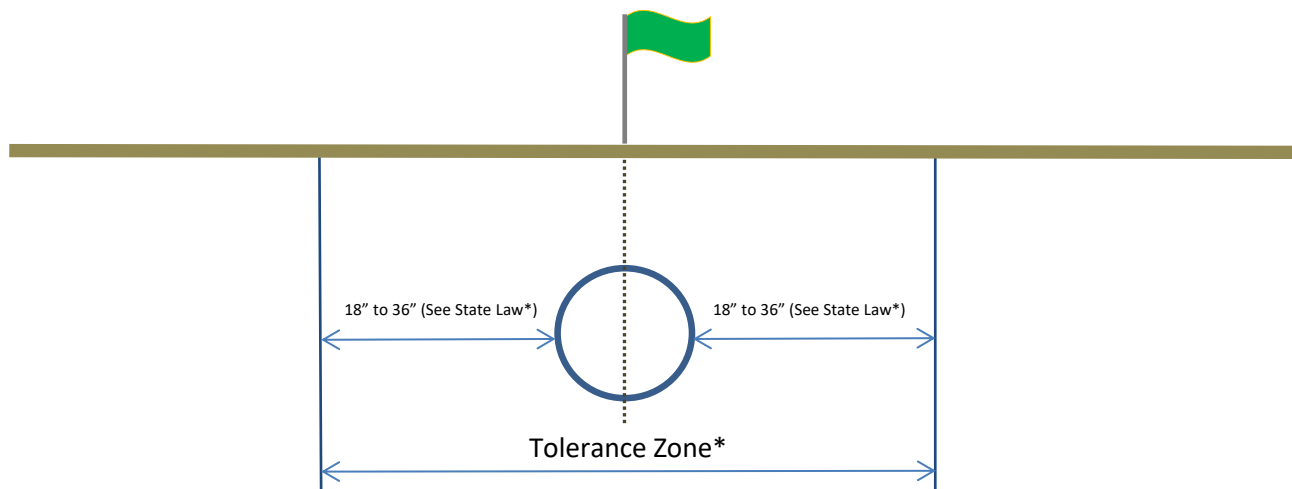 18” to 36” (See State Law*)
18” to 36” (See State Law*)
Tolerance Zone*